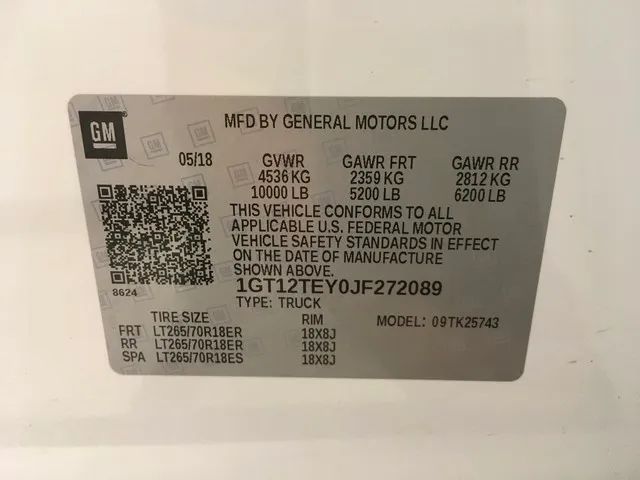 GM
MFD BY GENERAL MOTORS LLC
05/18 GVWR GAWR FRT GAWR RR
4536 KG 2359 KG 2812 KG
10000 LB 5200 LB 6200 LB
THIS VEHICLE CONFORMS TO ALL
APPLICABLE U.S. FEDERAL MOTOR
VEHICLE SAFETY STANDARDS IN EFFECT
ON THE DATE OF MANUFACTURE
SHOWN ABOVE.
8624
1GT12TEY0JF272089
TYPE: TRUCK
TIRE SIZE RIM MODEL: 09TK25743
FRT LT265/70R18ER 18X8J
RR LT265/70R18ER 18X8J
SPA LT265/70R18ES 18X8J